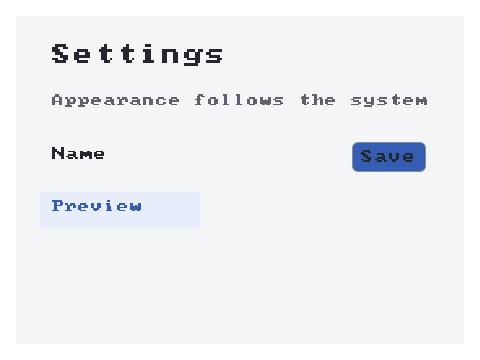 Settings
Appearance follows the system
Name
Save
Preview